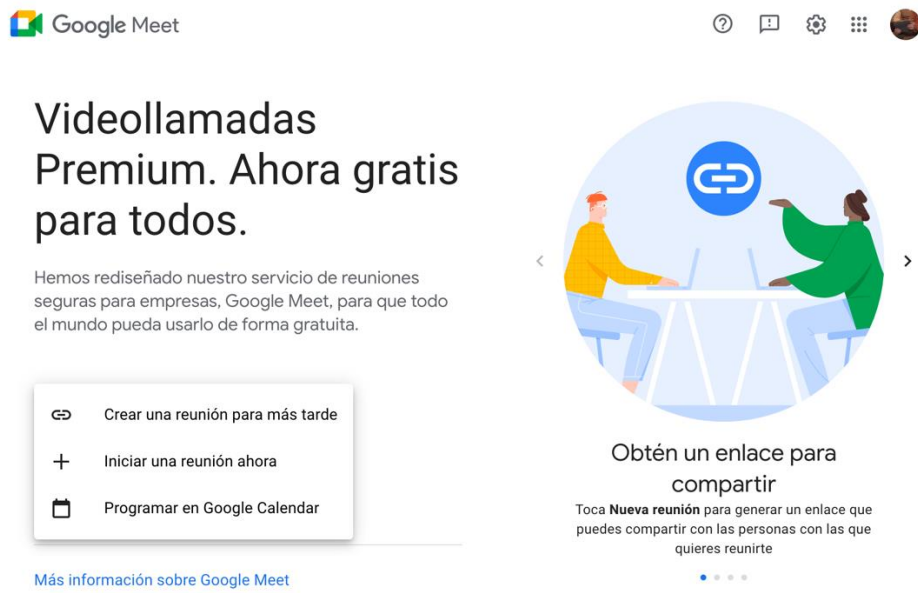 Google Meet
Videollamadas
Premium. Ahora gratis
para todos.
Hemos rediseñado nuestro servicio de reuniones
seguras para empresas, Google Meet, para que todo
el mundo pueda usarlo de forma gratuita.
Crear una reunión para más tarde
Iniciar una reunión ahora
Programar en Google Calendar
Más información sobre Google Meet
Obtén un enlace para
compartir
Toca Nueva reunión para generar un enlace que
puedes compartir con las personas con las que
quieres reunirte